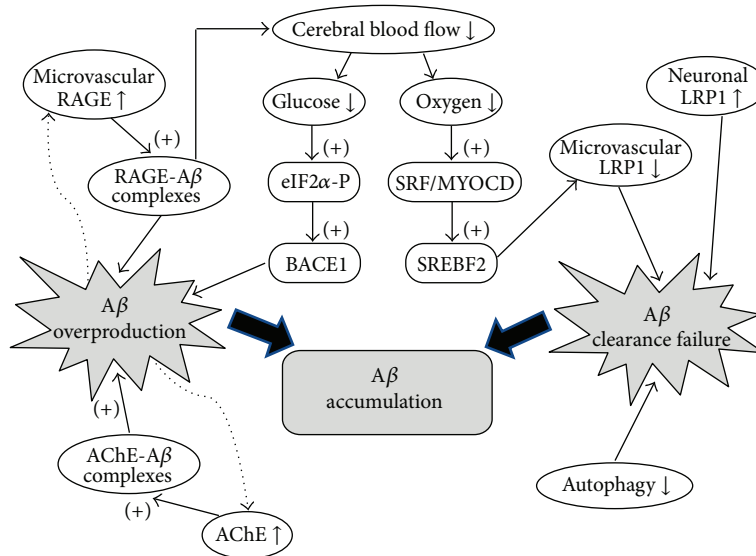 Cerebral blood flow ↓
Microvascular
RAGE ↑
(+)
RAGE-Aβ
complexes
Glucose ↓
(+)
eIF2α-P
(+)
BACE1
Oxygen ↓
(+)
SRF/MYOCD
(+)
SREBF2
Microvascular
LRP1 ↓
Neuronal
LRP1 ↑
Aβ
overproduction
Aβ
accumulation
Aβ
clearance failure
(+)
AChE-Aβ
complexes
(+)
AChE ↑
Autophagy ↓